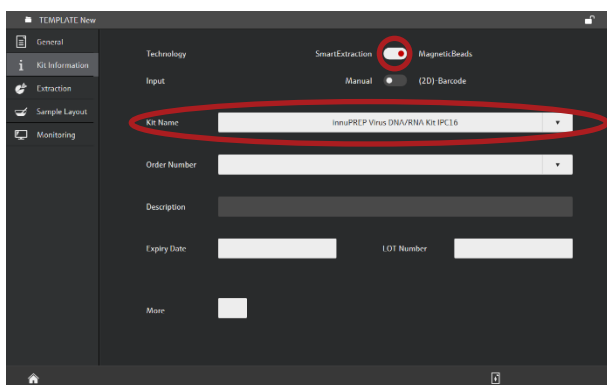 TEMPLATE New
General
Kit Information
Extraction
Sample Layout
Monitoring
Technology SmartExtraction MagneticBeads
Input Manual (2D)-Barcode
Kit Name innuPREP Virus DNA/RNA Kit IPC16
Order Number
Description
Expiry Date LOT Number
More